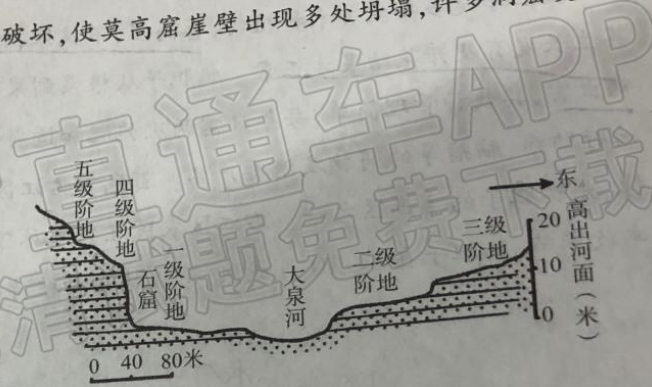 破坏,使莫高窟崖壁出现多处坍塌,许多洞窟
直通车APP
清试题免费下载
五级阶地
四级阶地
石窟
一级阶地
大泉河
二级
阶地
三级
阶地
东
20
10
0
高出河面(米)
0 40 80米